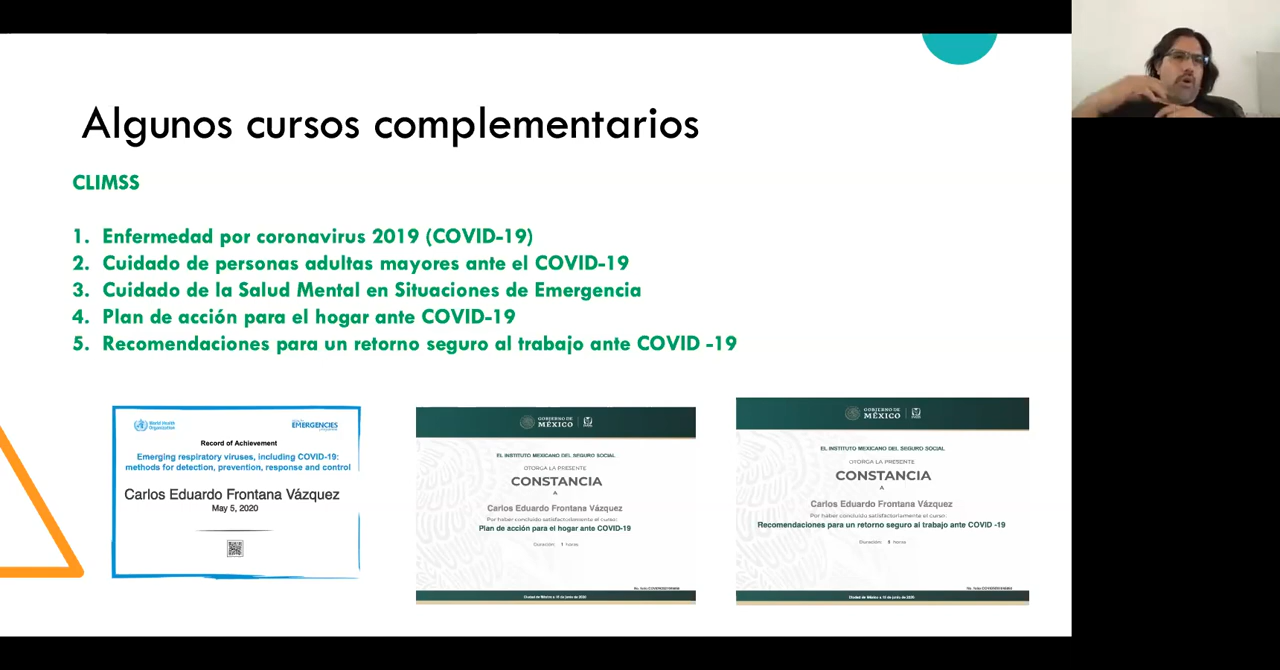 Algunos cursos complementarios
CLIMSS
1. Enfermedad por coronavirus 2019 (COVID-19)
2. Cuidado de personas adultas mayores ante el COVID-19
3. Cuidado de la Salud Mental en Situaciones de Emergencia
4. Plan de acción para el hogar ante COVID-19
5. Recomendaciones para un retorno seguro al trabajo ante COVID -19
World Health
Organization
EMERGENCIES
Record of Achievement
Emerging respiratory viruses, including COVID-19:
methods for detection, prevention, response and control
Carlos Eduardo Frontana Vázquez
May 5, 2020
GOBIERNO DE
MÉXICO
EL INSTITUTO MEXICANO DEL SEGURO SOCIAL
OTORGA LA PRESENTE
CONSTANCIA
A
Carlos Eduardo Frontana Vázquez
Por haber concluido satisfactoriamente el curso:
Plan de acción para el hogar ante COVID-19
Duración: 1 horas
GOBIERNO DE
MÉXICO
EL INSTITUTO MEXICANO DEL SEGURO SOCIAL
OTORGA LA PRESENTE
CONSTANCIA
A
Carlos Eduardo Frontana Vázquez
Por haber concluido satisfactoriamente el curso:
Recomendaciones para un retorno seguro al trabajo ante COVID -19
Duración: horas